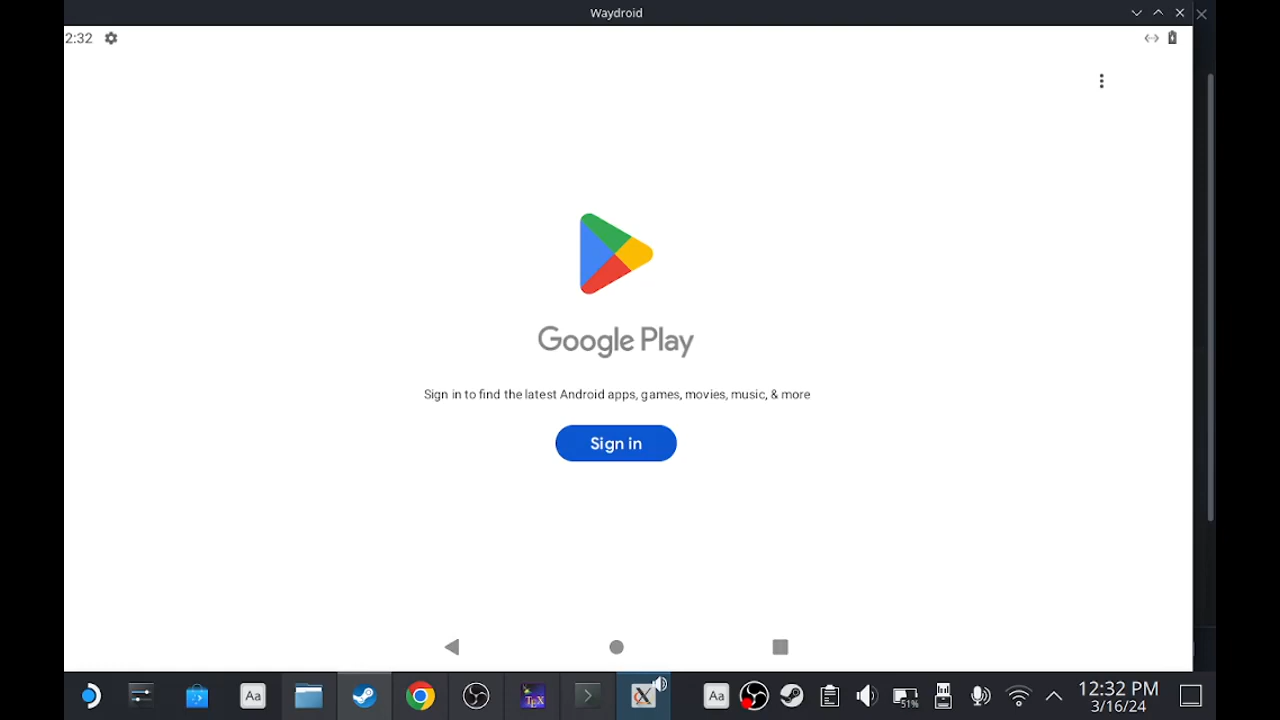 Waydroid
2:32
Google Play
Sign in to find the latest Android apps, games, movies, music, & more
Sign in
Aa
TEX
Aa
51%
12:32 PM
3/16/24